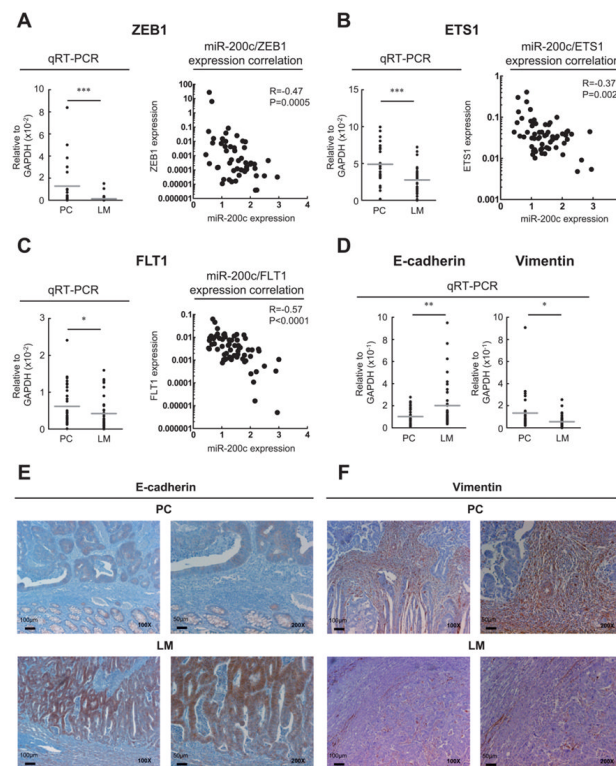 A
ZEB1
qRT-PCR
miR-200c/ZEB1
expression correlation
Relative to
GAPDH (x10-2)
10
8
6
4
2
0
***
PC
LM
ZEB1 expression
100
10
1
0.1
0.01
0.001
0.0001
0.00001
0.000001
R=-0.47
P=0.0005
0
1
2
3
4
miR-200c expression
B
ETS1
qRT-PCR
miR-200c/ETS1
expression correlation
Relative to
GAPDH (x10-2)
15
10
5
0
***
PC
LM
ETS1 expression
1
0.1
0.01
0.001
R=-0.37
P=0.002
0
1
2
3
miR-200c expression
C
FLT1
qRT-PCR
miR-200c/FLT1
expression correlation
Relative to
GAPDH (x10-2)
6
4
2
0
*
PC
LM
FLT1 expression
0.1
0.01
0.001
0.0001
0.00001
0.000001
R=-0.57
P<0.0001
0
1
2
3
4
miR-200c expression
D
E-cadherin
Vimentin
qRT-PCR
Relative to
GAPDH (x10-1)
10
8
6
4
2
0
**
PC
LM
Relative to
GAPDH (x10-1)
10
8
6
4
2
0
*
PC
LM
E
E-cadherin
PC
100µm
100X
50µm
200X
LM
100µm
100X
50µm
200X
F
Vimentin
PC
100µm
100X
50µm
200X
LM
100µm
100X
50µm
200X